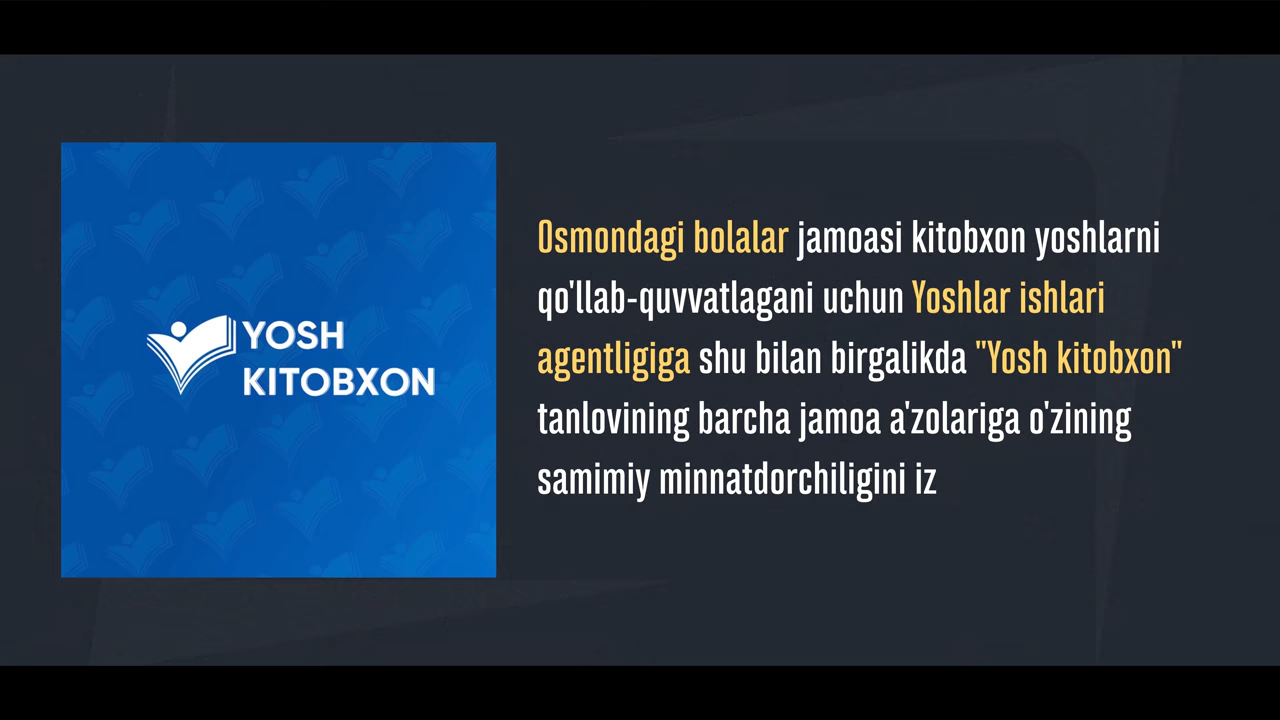 YOSH
KITOBXON
Osmondagi bolalar jamoasi kitobxon yoshlarni
qo'llab-quvvatlagani uchun Yoshlar ishlari
agentligiga shu bilan birgalikda "Yosh kitobxon"
tanlovining barcha jamoa a'zolariga o'zining
samimiy minnatdorchiligini iz